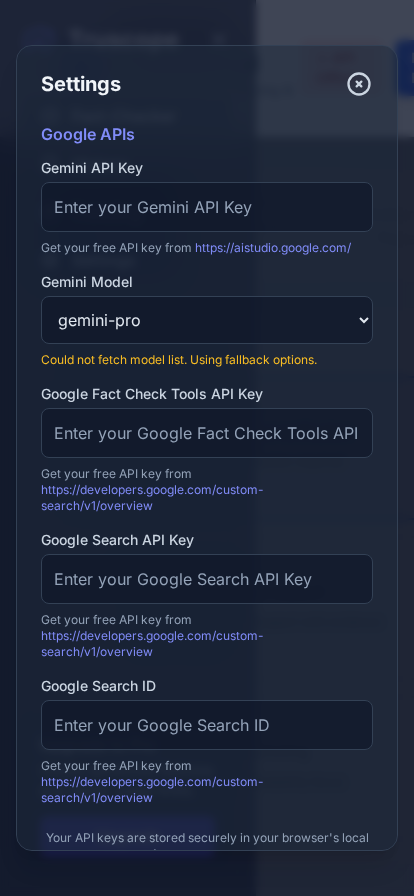 Settings
Google APIs
Gemini API Key
Enter your Gemini API Key
Get your free API key from https://aistudio.google.com/
Gemini Model
gemini-pro
Could not fetch model list. Using fallback options.
Google Fact Check Tools API Key
Enter your Google Fact Check Tools API
Get your free API key from
https://developers.google.com/custom-
search/v1/overview
Google Search API Key
Enter your Google Search API Key
Get your free API key from
https://developers.google.com/custom-
search/v1/overview
Google Search ID
Enter your Google Search ID
Get your free API key from
https://developers.google.com/custom-
search/v1/overview
Your API keys are stored securely in your browser's local